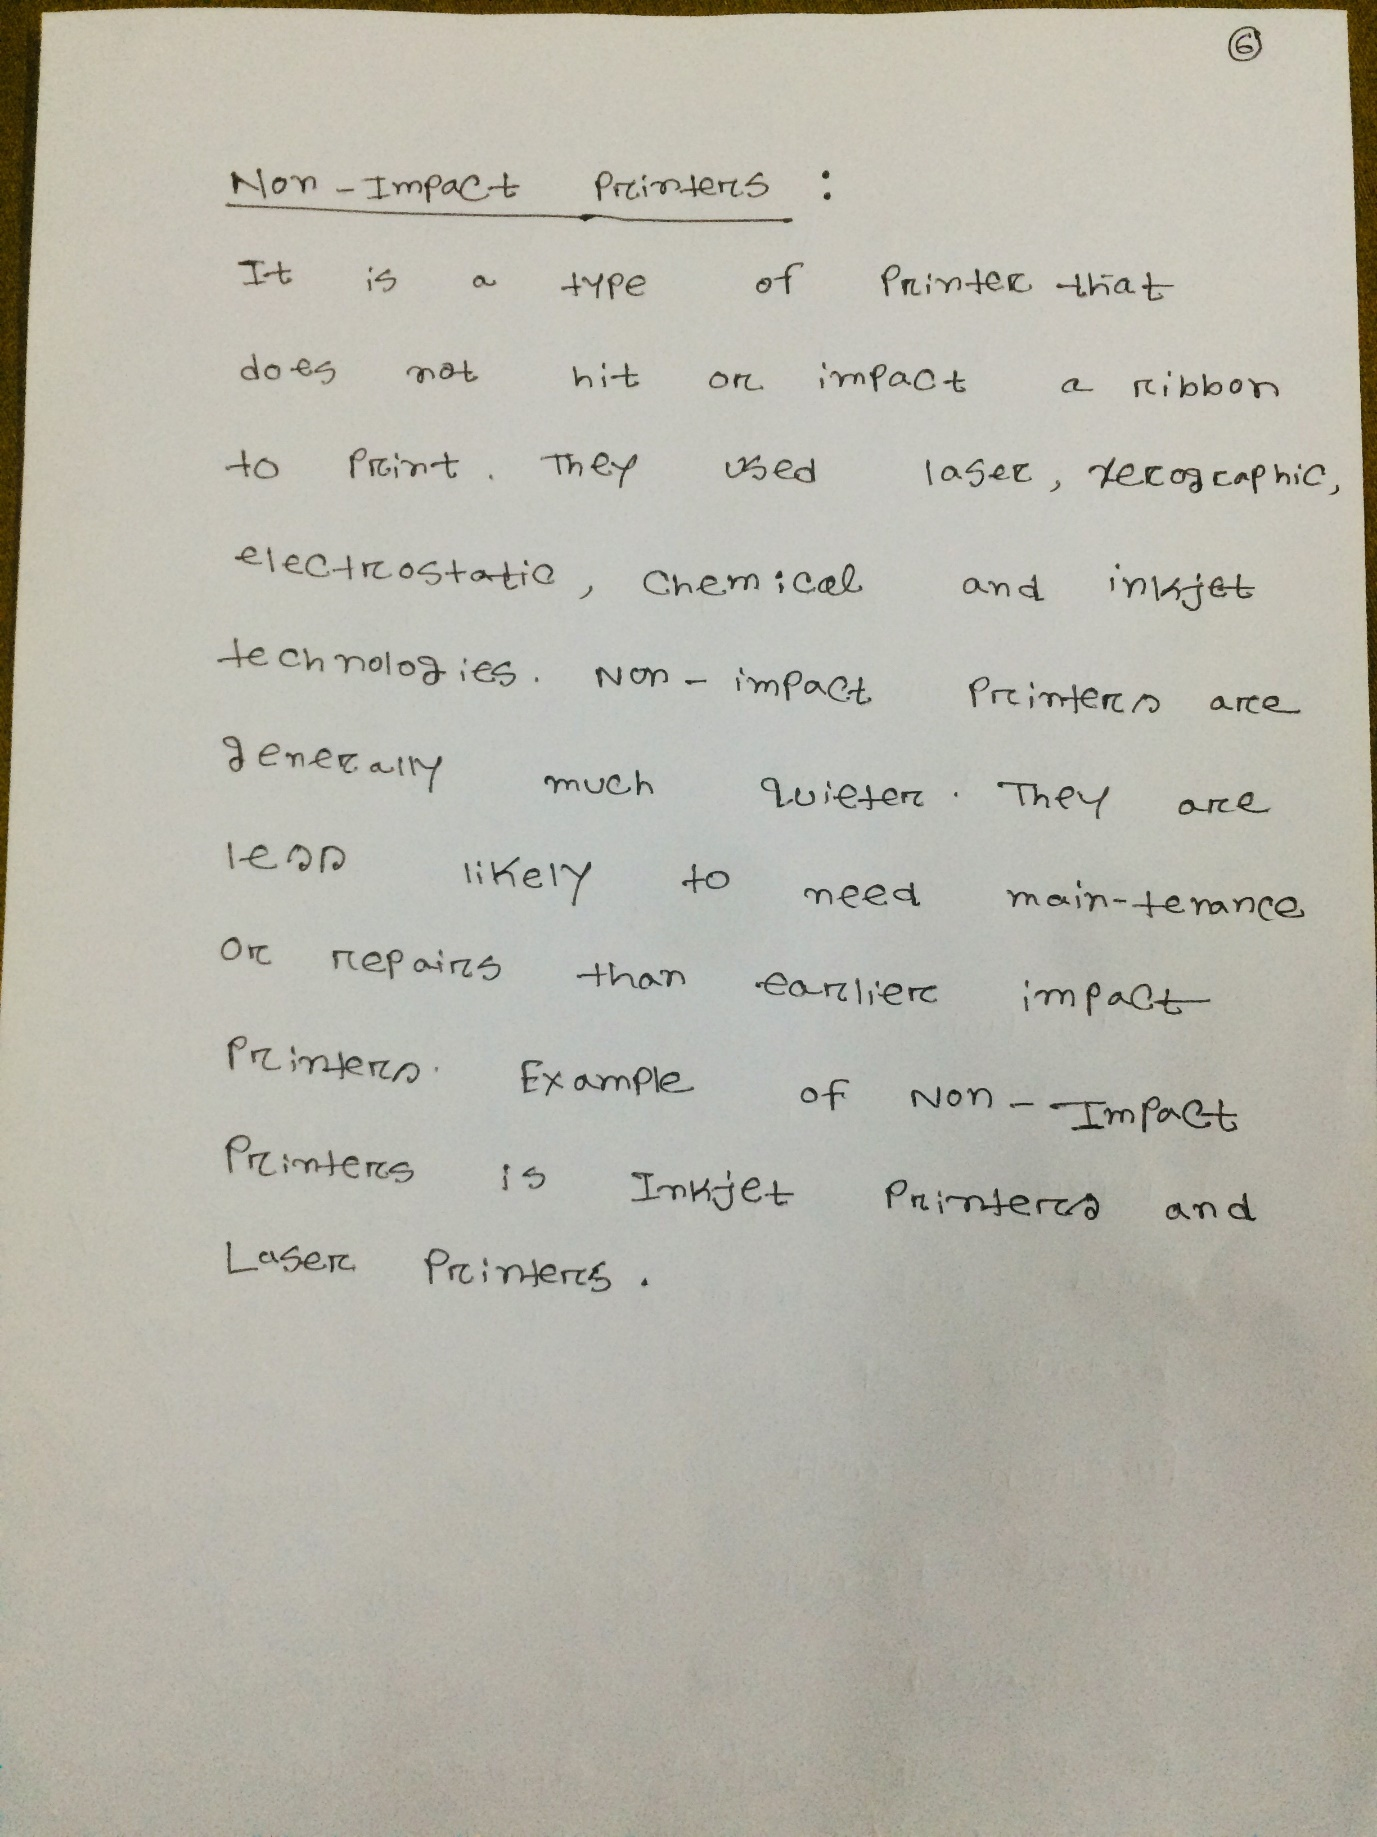 6
Non-Impact Printers :
It is a type of Printer that
does not hit or impact a ribbon
to Print. They used laser, xerographic,
electrostatic, Chemical and inkjet
technologies. Non-impact Printers are
generally much quieter. They are
less likely to need main-tenance
or repairs than earlier impact
Printers. Example of Non-Impact
Printers is Inkjet Printers and
Laser Printers.